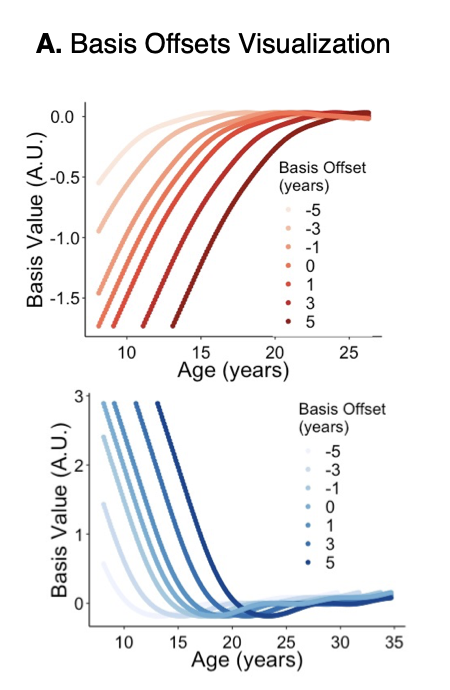 A. Basis Offsets Visualization
Basis Value (A.U.)
0.0
-0.5
-1.0
-1.5
Basis Offset
(years)
-5
-3
-1
0
1
3
5
10 15 20 25
Age (years)
Basis Value (A.U.)
3
2
1
0
Basis Offset
(years)
-5
-3
-1
0
1
3
5
10 15 20 25 30 35
Age (years)